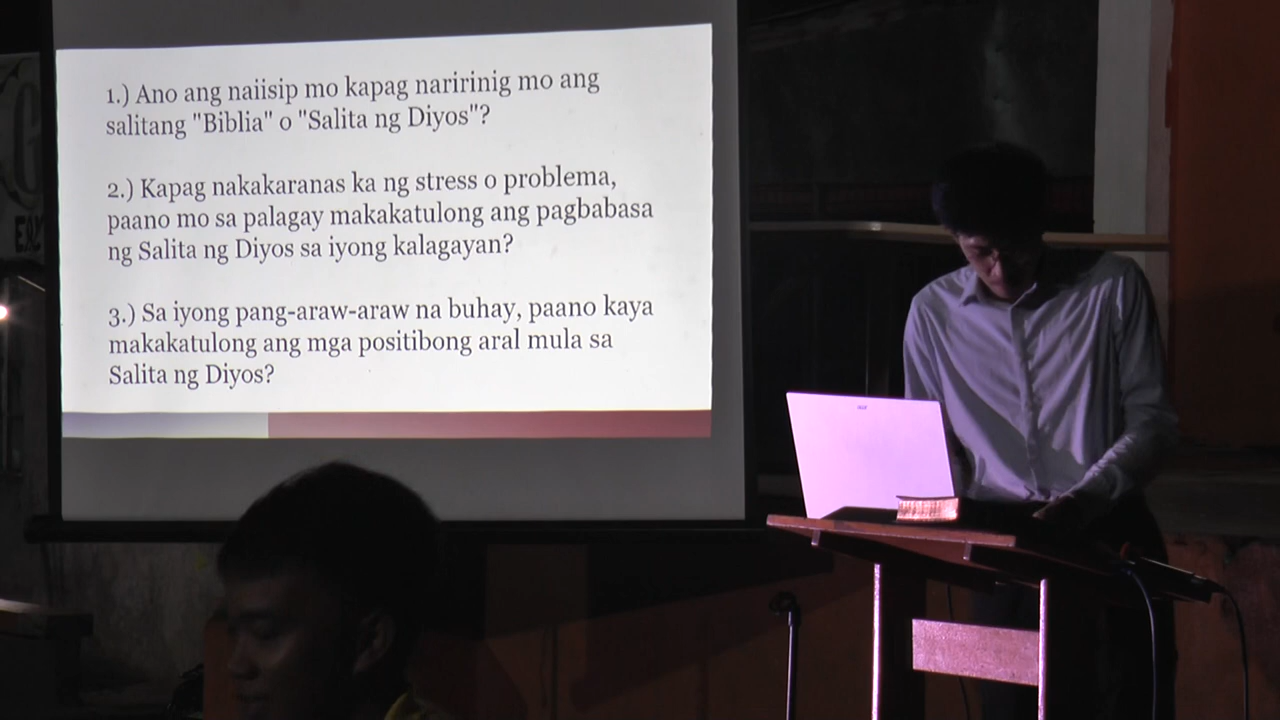 1.) Ano ang naiisip mo kapag naririnig mo ang
salitang "Biblia" o "Salita ng Diyos"?
2.) Kapag nakakaranas ka ng stress o problema,
paano mo sa palagay makakatulong ang pagbabasa
ng Salita ng Diyos sa iyong kalagayan?
3.) Sa iyong pang-araw-araw na buhay, paano kaya
makakatulong ang mga positibong aral mula sa
Salita ng Diyos?
acer